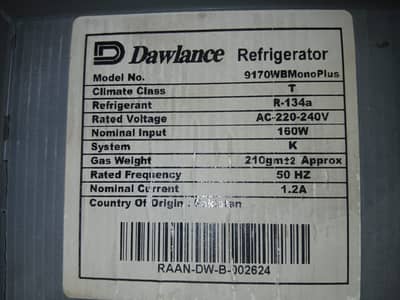 D Dawlance Refrigerator
Model No. 9170WBMonoPlus
Climate Class T
Refrigerant R-134a
Rated Voltage AC-220-240V
Nominal Input 160W
System K
Gas Weight 210gm±2 Approx
Rated Frequency 50 HZ
Nominal Current 1.2A
Country Of Origin :
RAAN-DW-B-002624